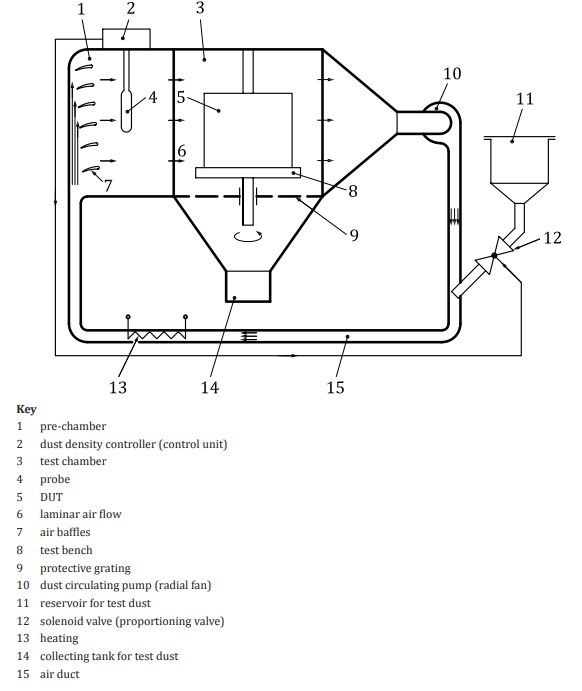 1
2
3
10
11
4
5
6
7
8
9
12
13
14
15
Key
1 pre-chamber
2 dust density controller (control unit)
3 test chamber
4 probe
5 DUT
6 laminar air flow
7 air baffles
8 test bench
9 protective grating
10 dust circulating pump (radial fan)
11 reservoir for test dust
12 solenoid valve (proportioning valve)
13 heating
14 collecting tank for test dust
15 air duct